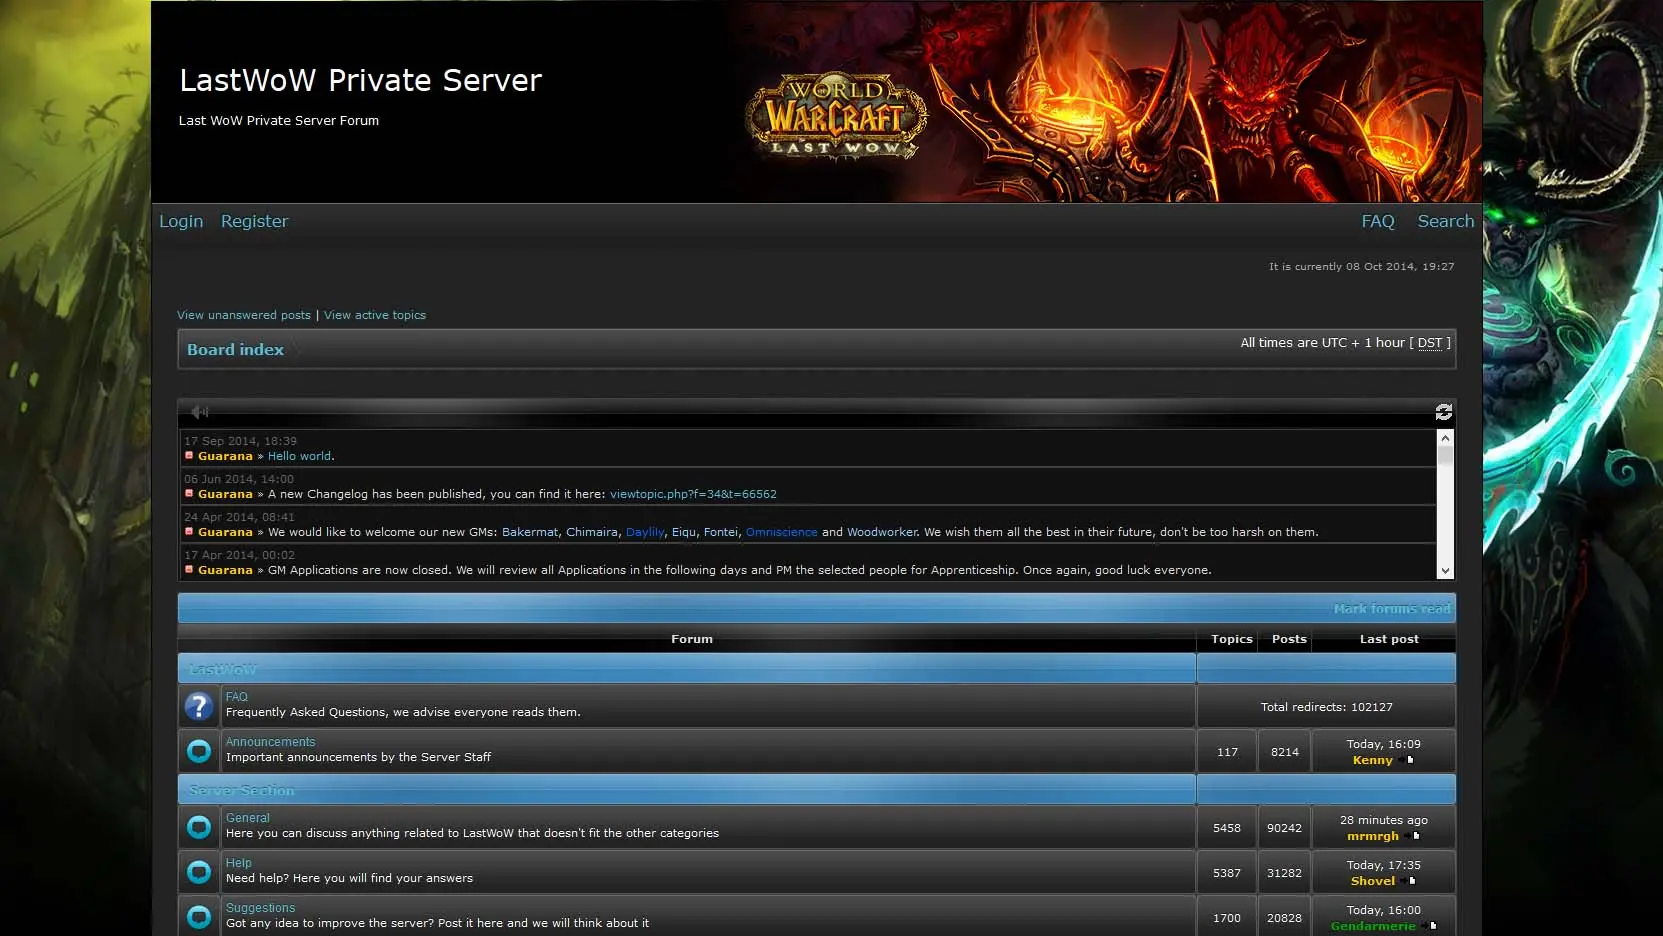 LastWoW Private Server
Last WoW Private Server Forum
WORLD
OF
WARCRAFT
LAST WOW
Login Register FAQ Search
It is currently 08 Oct 2014, 19:27
View unanswered posts | View active topics
Board index All times are UTC + 1 hour [ DST ]
17 Sep 2014, 18:39
Guarana » Hello world.
06 Jun 2014, 14:00
Guarana » A new Changelog has been published, you can find it here: viewtopic.php?f=34&t=66562
24 Apr 2014, 08:41
Guarana » We would like to welcome our new GMs: Bakermat, Chimaira, Daylily, Eiqu, Fontei, Omniscience and Woodworker. We wish them all the best in their future, don't be too harsh on them.
17 Apr 2014, 00:02
Guarana » GM Applications are now closed. We will review all Applications in the following days and PM the selected people for Apprenticeship. Once again, good luck everyone.
Mark forums read
Forum Topics Posts Last post
LastWoW
FAQ
Frequently Asked Questions, we advise everyone reads them.
Total redirects: 102127
Announcements
Important announcements by the Server Staff
117 8214 Today, 16:09
Kenny
Server Section
General
Here you can discuss anything related to LastWoW that doesn't fit the other categories
5458 90242 28 minutes ago
mrmrgh
Help
Need help? Here you will find your answers
5387 31282 Today, 17:35
Shovel
Suggestions
Got any idea to improve the server? Post it here and we will think about it
1700 20828 Today, 16:00
Gendarmerie